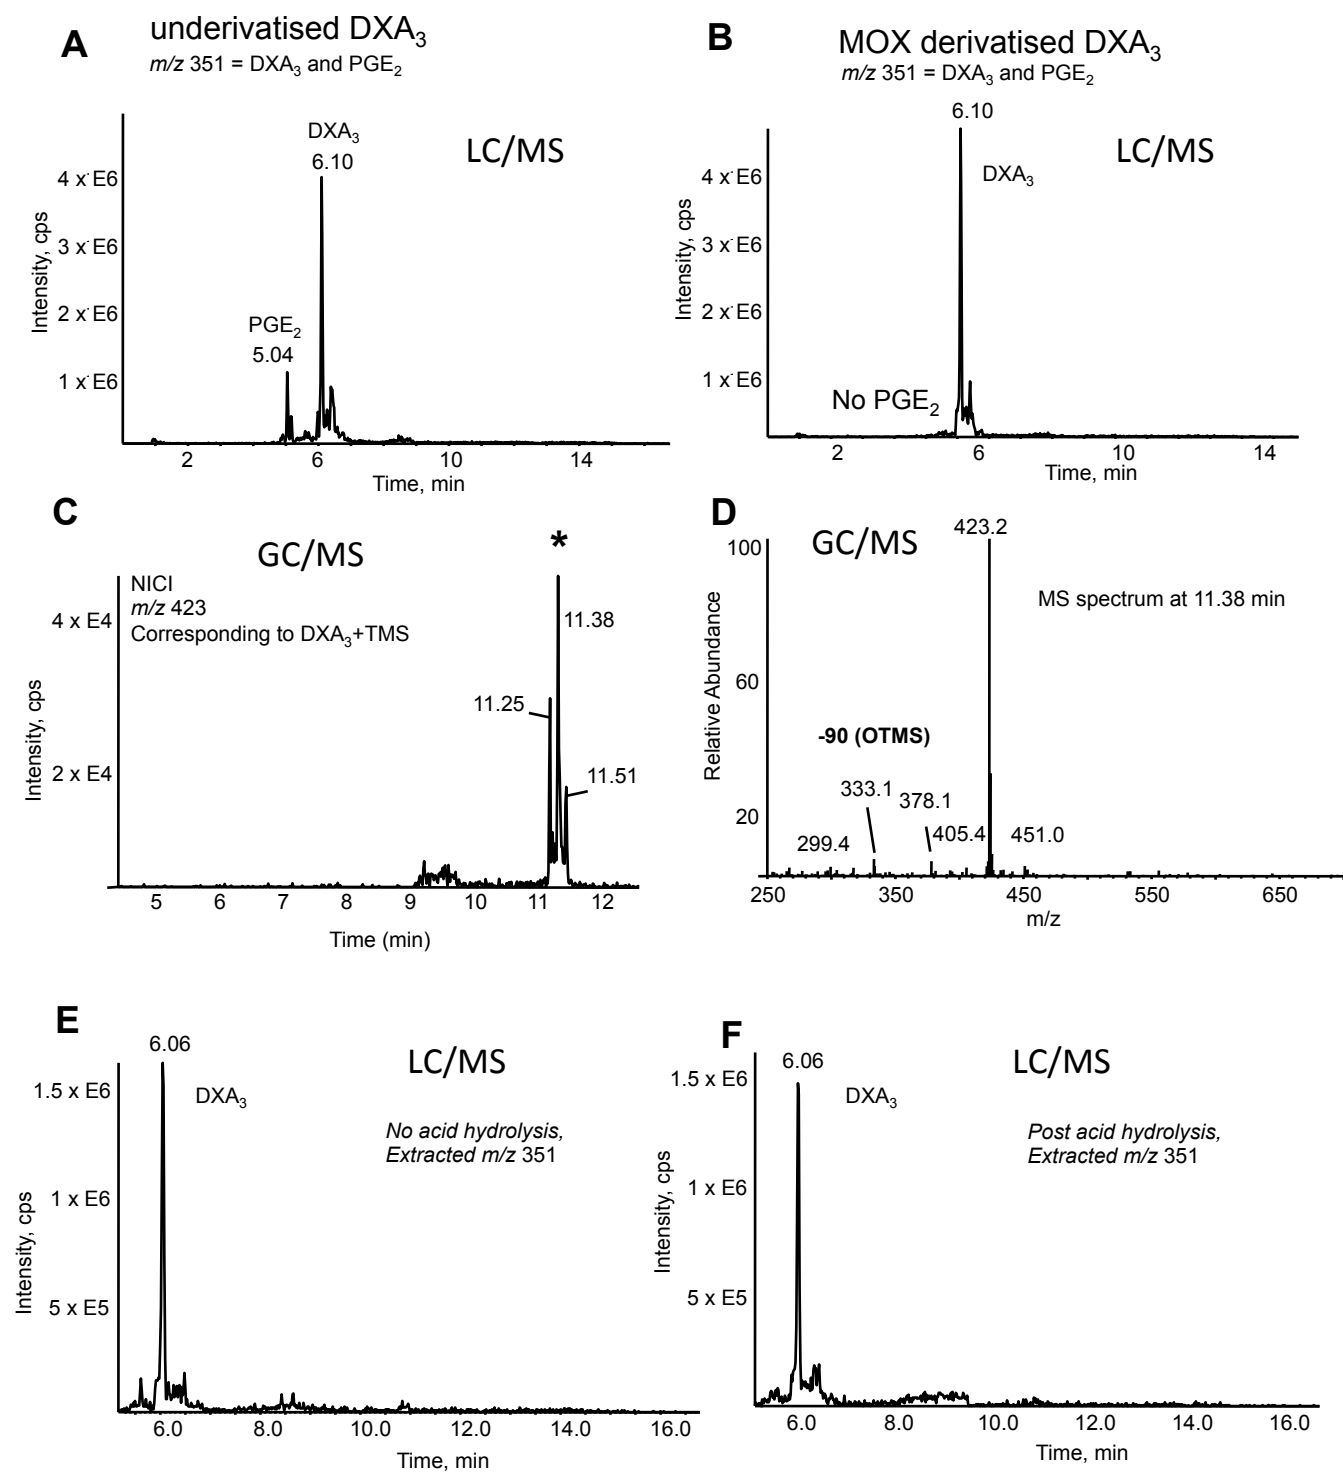 A
underivatised DXA3
m/z 351 = DXA3 and PGE2
LC/MS
DXA3
6.10
PGE2
5.04
4 x E6
3 x E6
2 x E6
1 x E6
Intensity, cps
2
6
10
14
Time, min
B
MOX derivatised DXA3
m/z 351 = DXA3 and PGE2
6.10
DXA3
LC/MS
No PGE2
4 x E6
3 x E6
2 x E6
1 x E6
Intensity, cps
2
6
10
14
Time, min
C
GC/MS
*
NICI
m/z 423
Corresponding to DXA3+TMS
11.38
11.25
11.51
4 x E4
2 x E4
Intensity, cps
5
6
7
8
9
10
11
12
Time (min)
D
GC/MS
423.2
MS spectrum at 11.38 min
-90 (OTMS)
333.1
378.1
299.4
405.4
451.0
100
60
20
Relative Abundance
250
350
450
550
650
m/z
E
6.06
LC/MS
DXA3
No acid hydrolysis,
Extracted m/z 351
1.5 x E6
1 x E6
5 x E5
Intensity, cps
6.0
8.0
10.0
12.0
14.0
16.0
Time, min
F
6.06
LC/MS
DXA3
Post acid hydrolysis,
Extracted m/z 351
1.5 x E6
1 x E6
5 x E5
Intensity, cps
6.0
8.0
10.0
12.0
14.0
16.0
Time, min